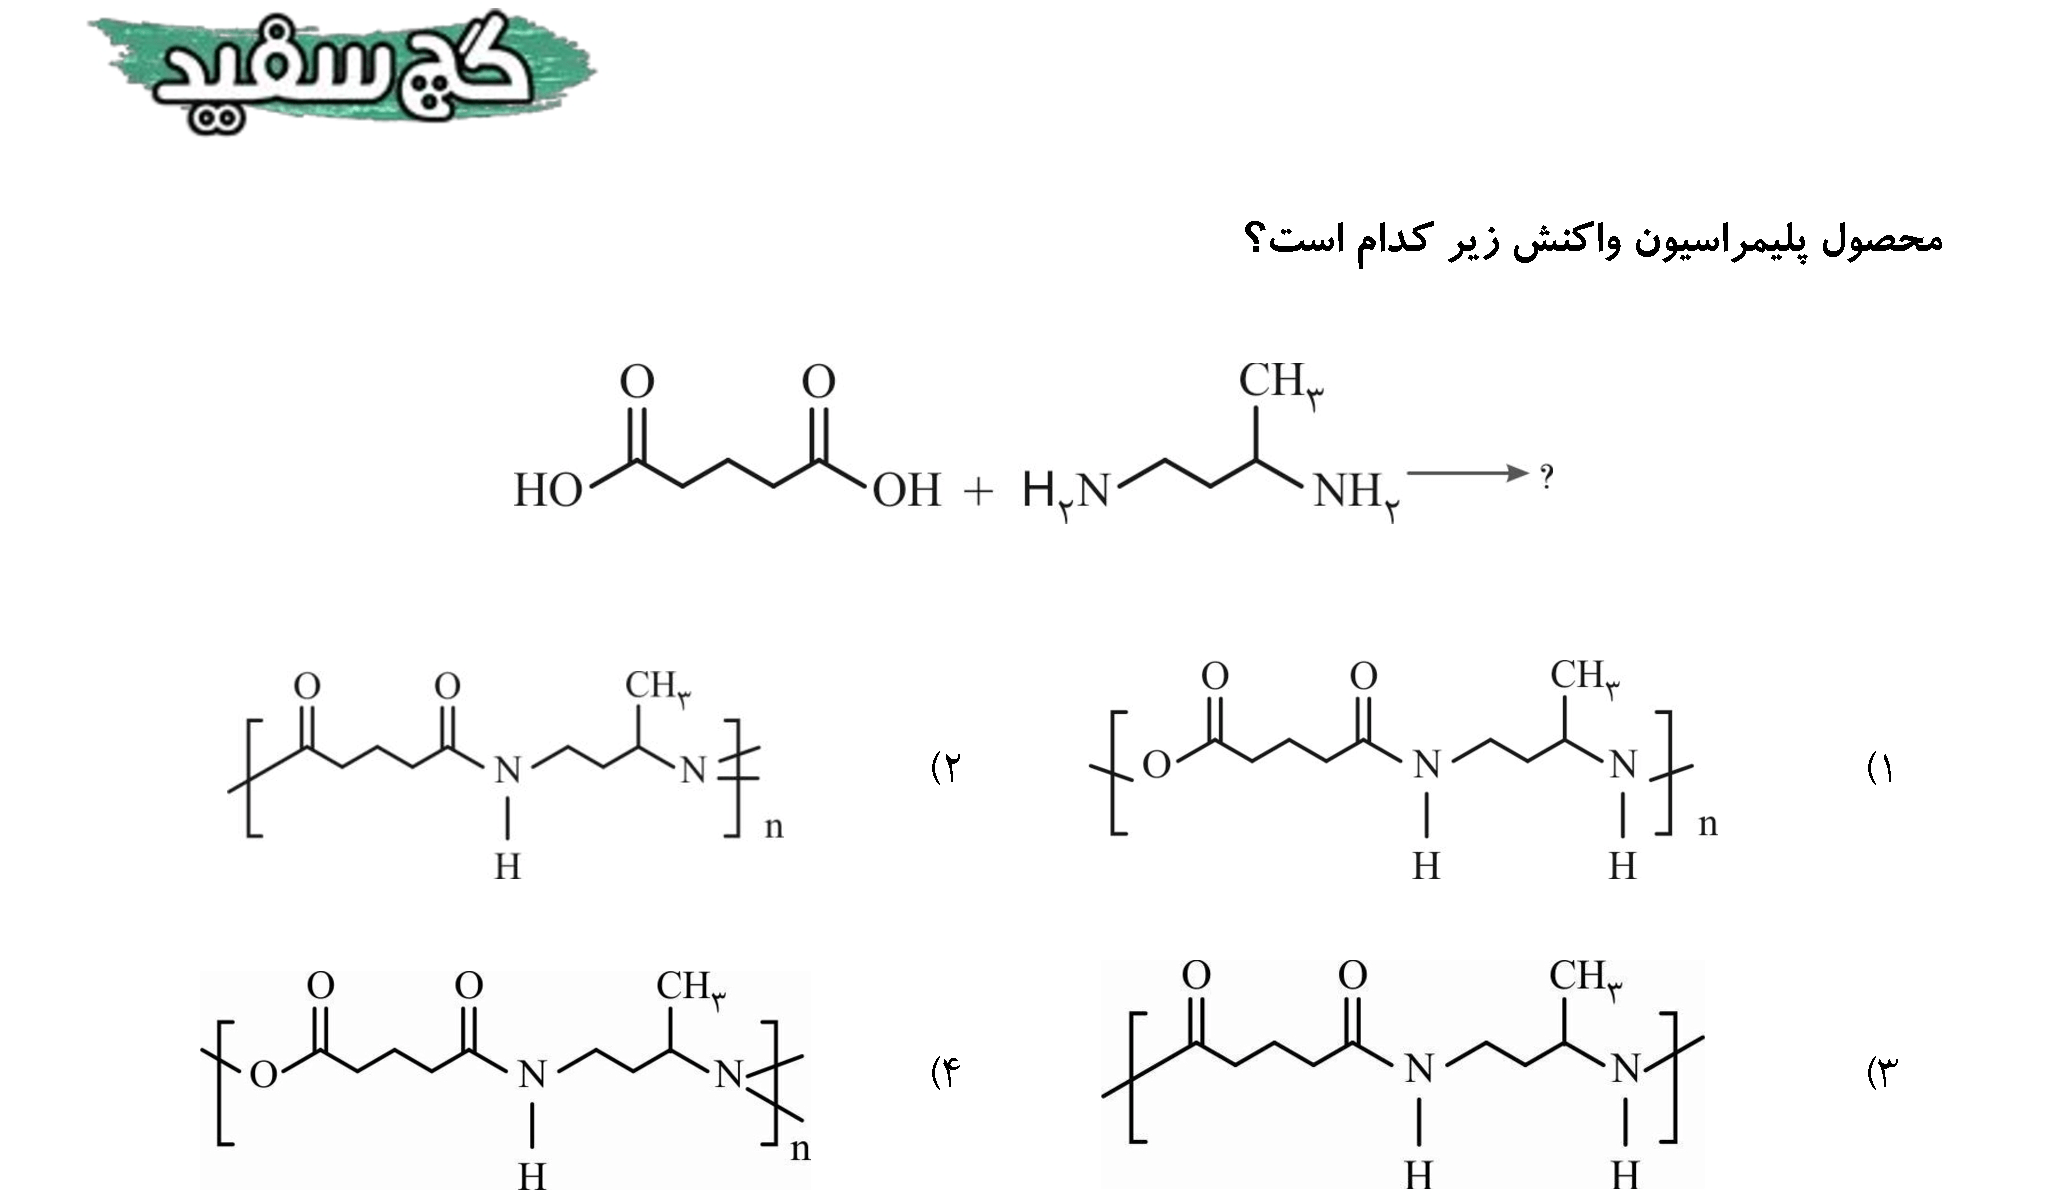 گچ سفید
محصول پلیمراسیون واکنش زیر کدام است؟
O O CH۳
HO OH + H۲N NH۲ ?
O O CH۳
۱) O N N n
H H
O O CH۳
۲) N N n
H
O O CH۳
۳) N N
H H
O O CH۳
۴) O N N n
H